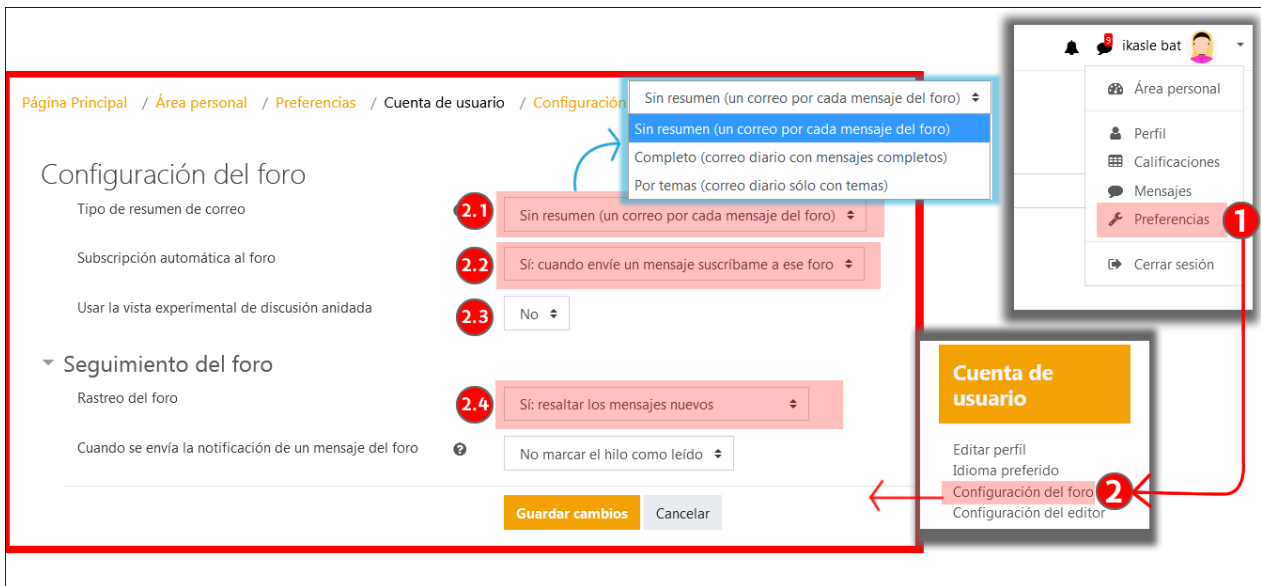 9 ikasle bat
Área personal
Perfil
Calificaciones
Mensajes
Preferencias 1
Cerrar sesión
Página Principal / Área personal / Preferencias / Cuenta de usuario / Configuración
Sin resumen (un correo por cada mensaje del foro)
Sin resumen (un correo por cada mensaje del foro)
Completo (correo diario con mensajes completos)
Por temas (correo diario sólo con temas)
Configuración del foro
Tipo de resumen de correo 2.1 Sin resumen (un correo por cada mensaje del foro)
Subscripción automática al foro 2.2 Sí: cuando envíe un mensaje suscríbame a ese foro
Usar la vista experimental de discusión anidada 2.3 No
Seguimiento del foro
Rastreo del foro 2.4 Sí: resaltar los mensajes nuevos
Cuando se envía la notificación de un mensaje del foro ? No marcar el hilo como leído
Guardar cambios Cancelar
Cuenta de
usuario
Editar perfil
Idioma preferido
Configuración del foro 2
Configuración del editor